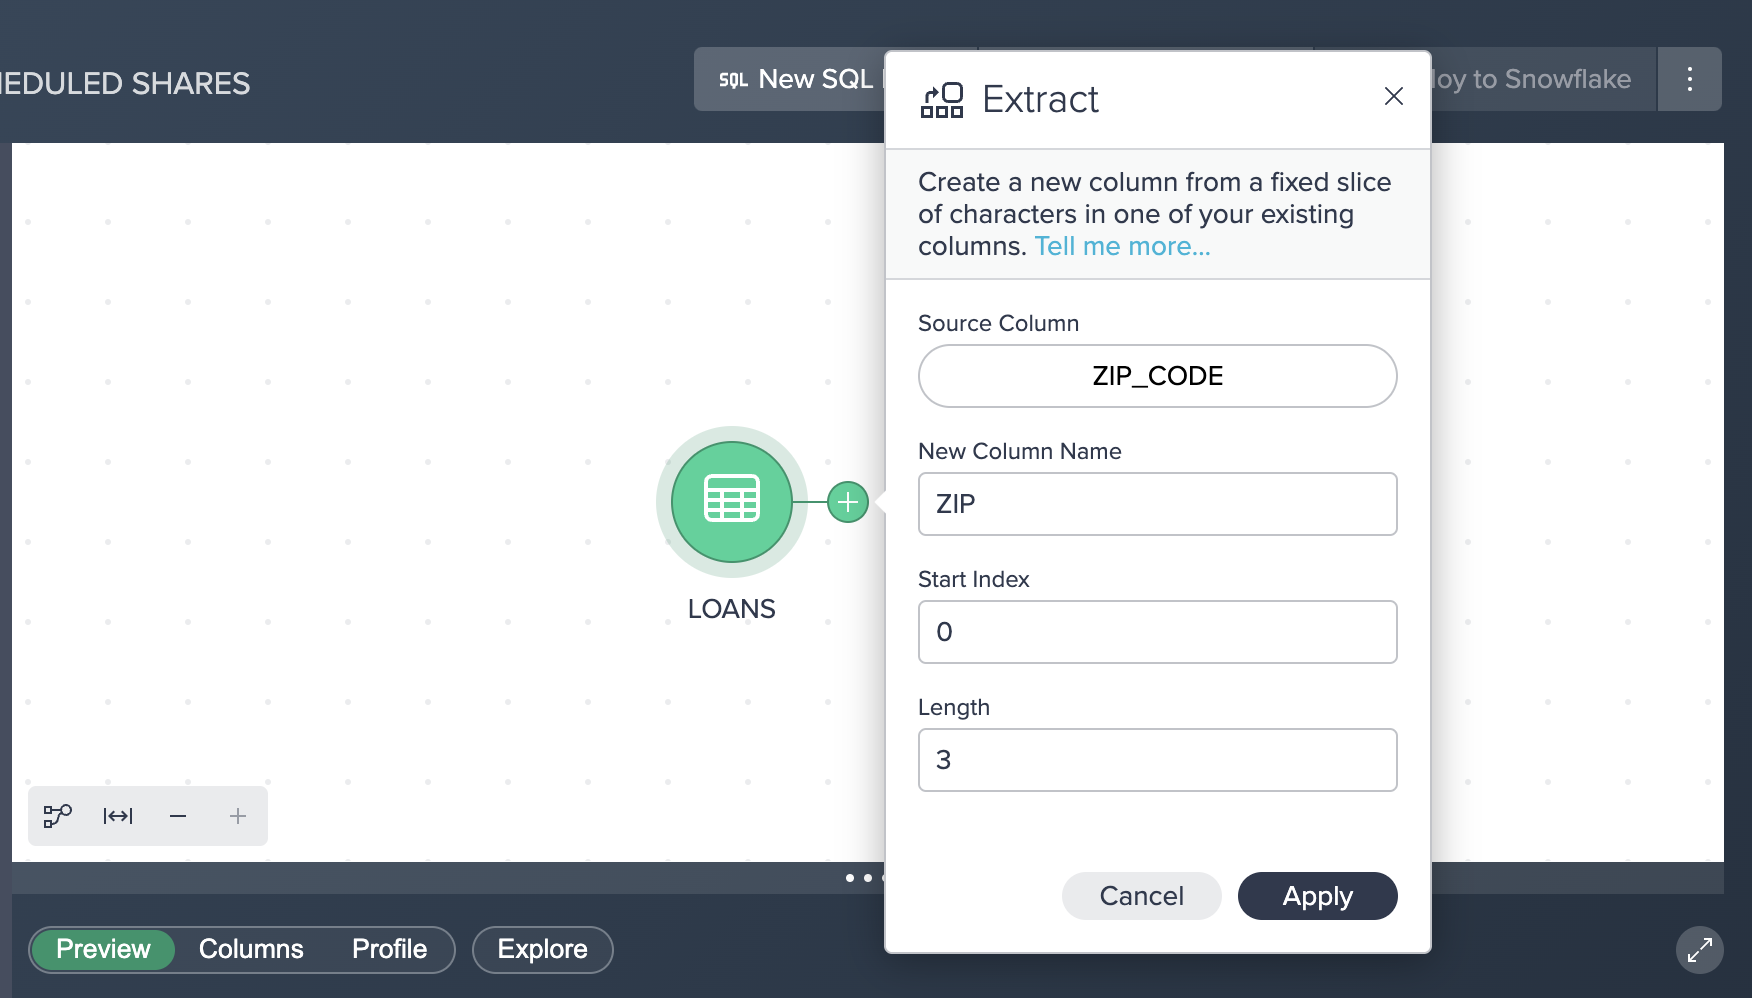 HEDULED SHARES
SQL New SQL
loy to Snowflake
Extract
Create a new column from a fixed slice
of characters in one of your existing
columns. Tell me more...
Source Column
ZIP_CODE
New Column Name
ZIP
Start Index
0
Length
3
Cancel
Apply
LOANS
Preview
Columns
Profile
Explore